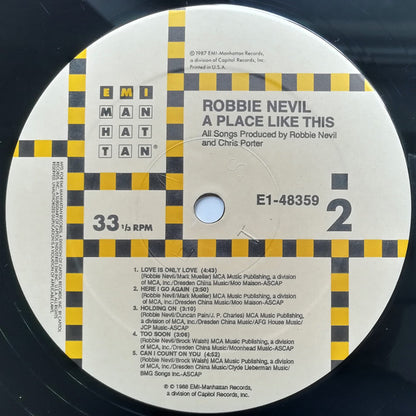 © 1987 EMI-Manhattan Records,
a division of Capitol Records, Inc.
Printed in U.S.A.
EMI
MAN
HAT
TAN®
ROBBIE NEVIL
A PLACE LIKE THIS
All Songs Produced by Robbie Nevil
and Chris Porter
33 1/3 RPM
E1-48359
2
1. LOVE IS ONLY LOVE (4:43)
(Robbie Nevil/Mark Mueller) MCA Music Publishing, a division
of MCA, Inc./Dresden China Music/Moo Maison-ASCAP
2. HERE I GO AGAIN (3:50)
(Robbie Nevil/Mark Mueller) MCA Music Publishing, a division
of MCA, Inc./Dresden China Music/Moo Maison-ASCAP
3. HOLDING ON (3:10)
(Robbie Nevil/Duncan Pain/J. P. Charles) MCA Music Publishing,
a division of MCA, Inc./Dresden China Music/AFG House Music/
JCP Music-ASCAP
4. TOO SOON (3:06)
(Robbie Nevil/Brock Walsh) MCA Music Publishing, a division
of MCA, Inc./Dresden China Music/Moonhead Music-ASCAP
5. CAN I COUNT ON YOU (4:52)
(Robbie Nevil/Brock Walsh) MCA Music Publishing, a division
of MCA, Inc./Dresden China Music/Clyde Lieberman Music/
BMG Songs Inc.-ASCAP
℗ © 1988 EMI-Manhattan Records,
a division of Capitol Records, Inc.